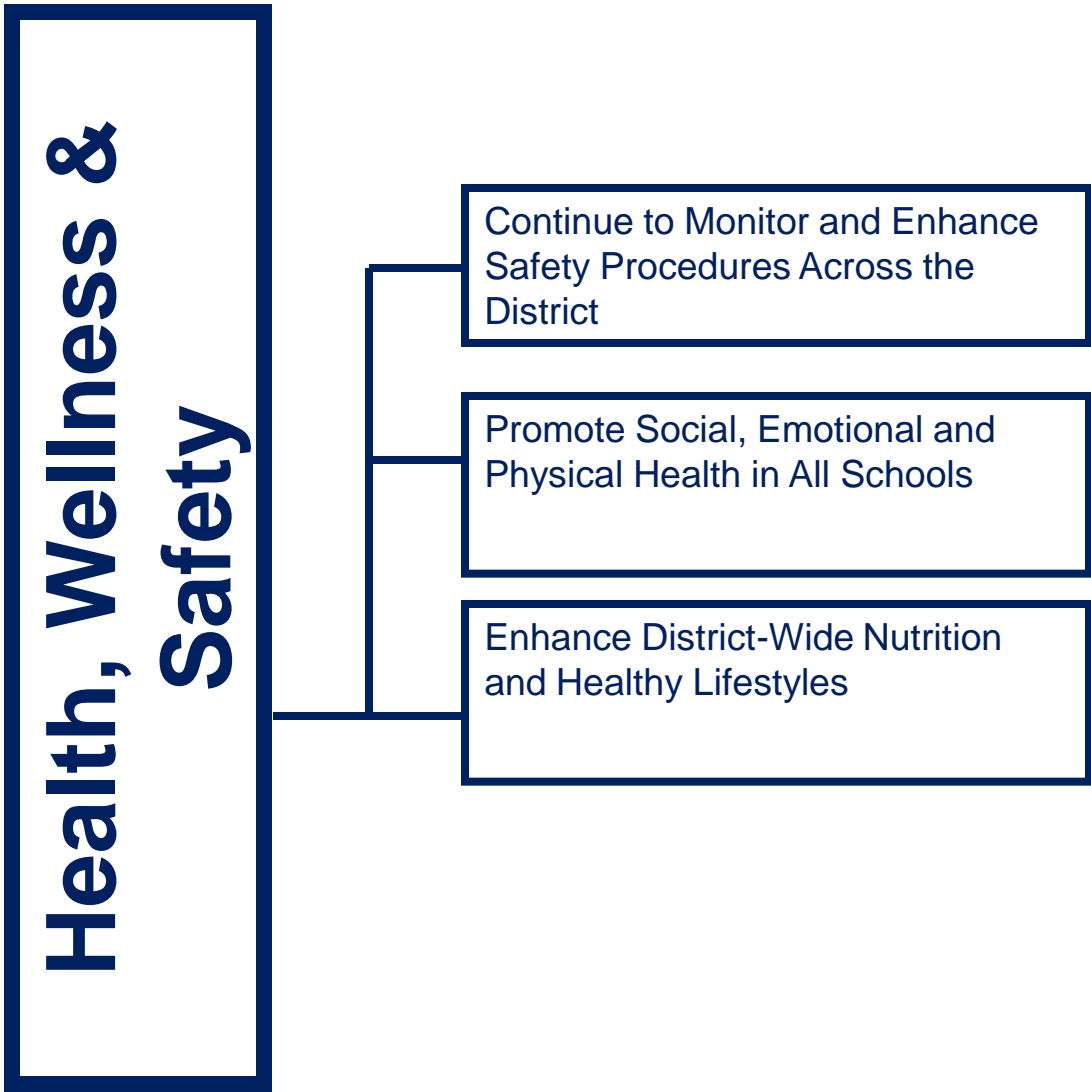 Health, Wellness &
Safety
Continue to Monitor and Enhance
Safety Procedures Across the
District
Promote Social, Emotional and
Physical Health in All Schools
Enhance District-Wide Nutrition
and Healthy Lifestyles